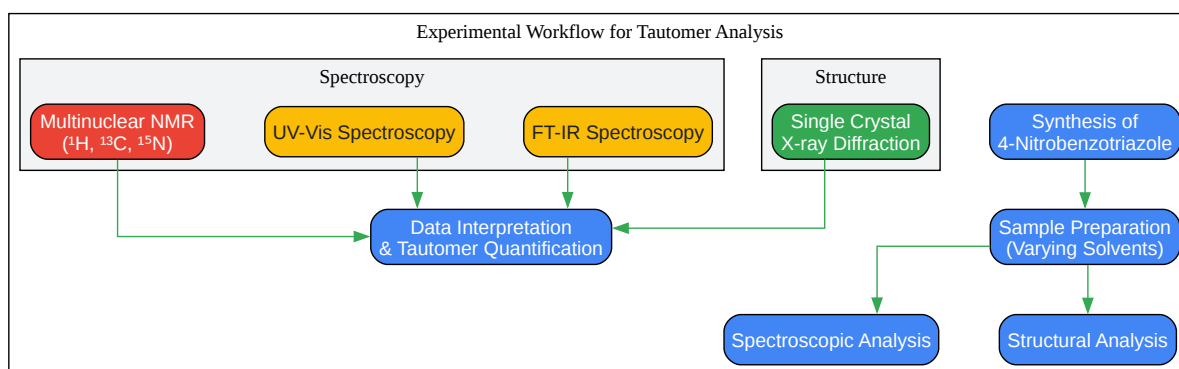 Experimental Workflow for Tautomer Analysis
Spectroscopy
Structure
Multinuclear NMR
(¹H, ¹³C, ¹⁵N)
UV-Vis Spectroscopy
FT-IR Spectroscopy
Single Crystal
X-ray Diffraction
Synthesis of
4-Nitrobenzotriazole
Data Interpretation
& Tautomer Quantification
Sample Preparation
(Varying Solvents)
Spectroscopic Analysis
Structural Analysis